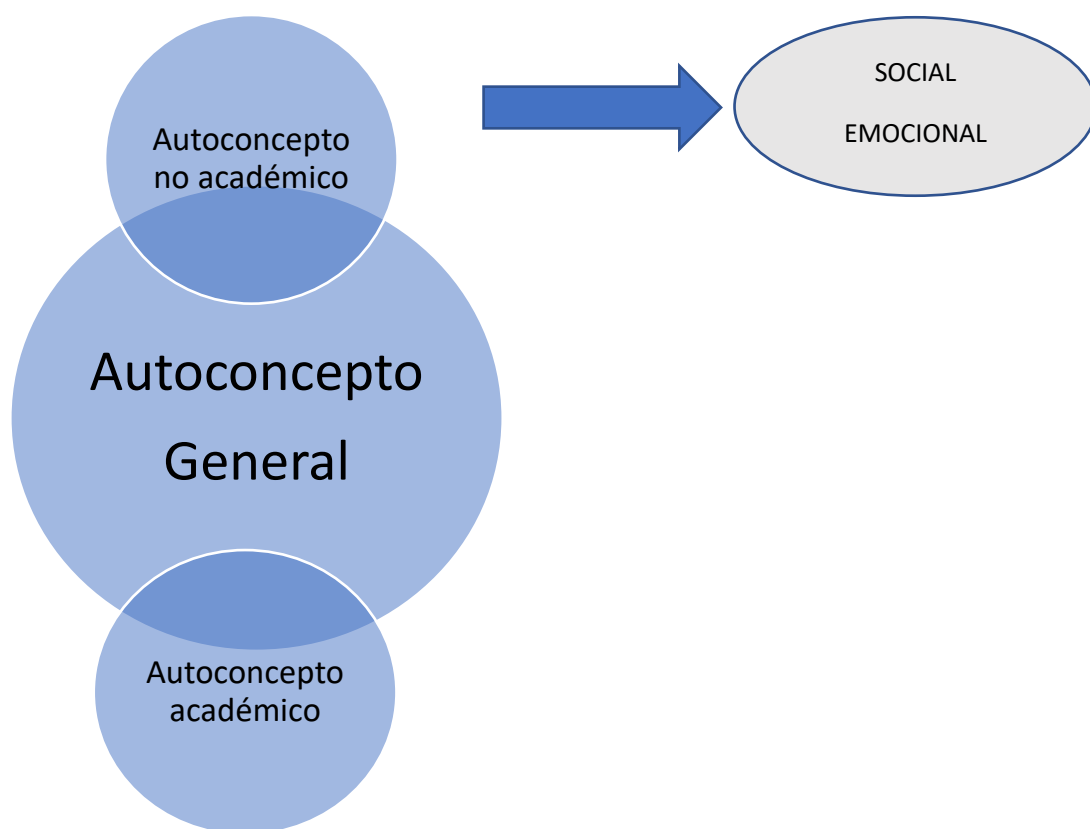 Autoconcepto
no académico
SOCIAL
EMOCIONAL
Autoconcepto
General
Autoconcepto
académico